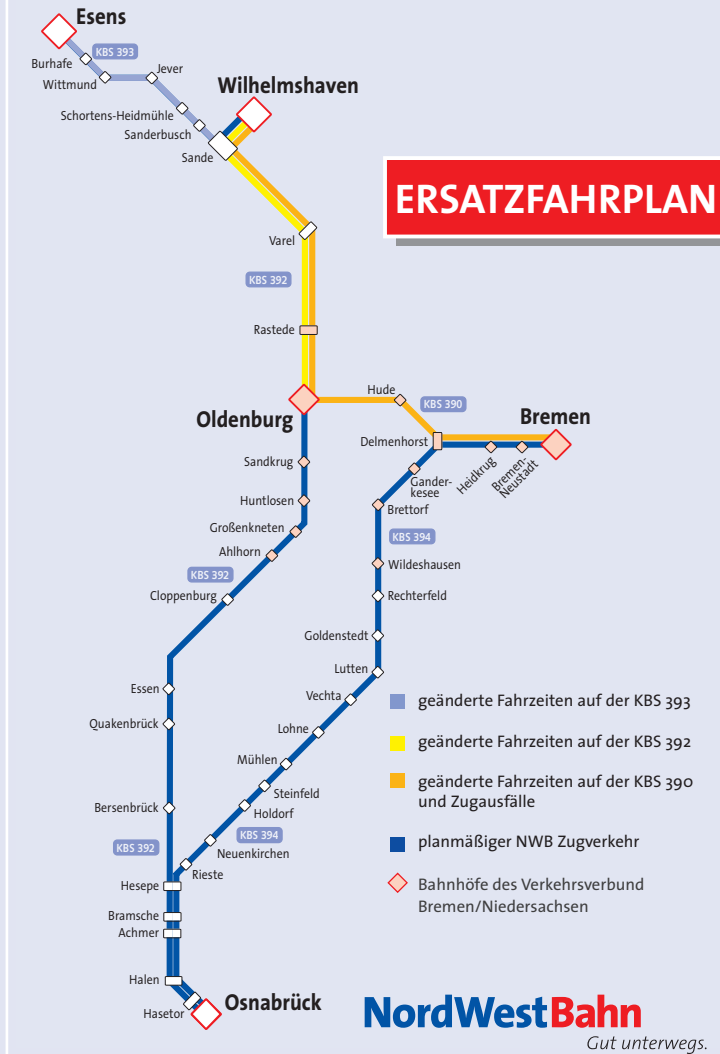 Esens
KBS 393
Burhafe
Wittmund
Jever
Wilhelmshaven
Schortens-Heidmühle
Sanderbusch
Sande
ERSATZFAHRPLAN
Varel
KBS 392
Rastede
Hude
KBS 390
Oldenburg
Bremen
Delmenhorst
Sandkrug
Heidkrug
Bremen-
Neustadt
Gander-
kesee
Huntlosen
Brettorf
Großenkneten
KBS 394
Ahlhorn
Wildeshausen
KBS 392
Cloppenburg
Rechterfeld
Goldenstedt
Lutten
Essen
Vechta
geänderte Fahrzeiten auf der KBS 393
Quakenbrück
Lohne
geänderte Fahrzeiten auf der KBS 392
Mühlen
geänderte Fahrzeiten auf der KBS 390
und Zugausfälle
Steinfeld
Bersenbrück
Holdorf
KBS 394
planmäßiger NWB Zugverkehr
KBS 392
Neuenkirchen
Rieste
Hesepe
Bahnhöfe des Verkehrsverbund
Bremen/Niedersachsen
Bramsche
Achmer
Halen
Osnabrück
Hasetor
NordWestBahn
Gut unterwegs.